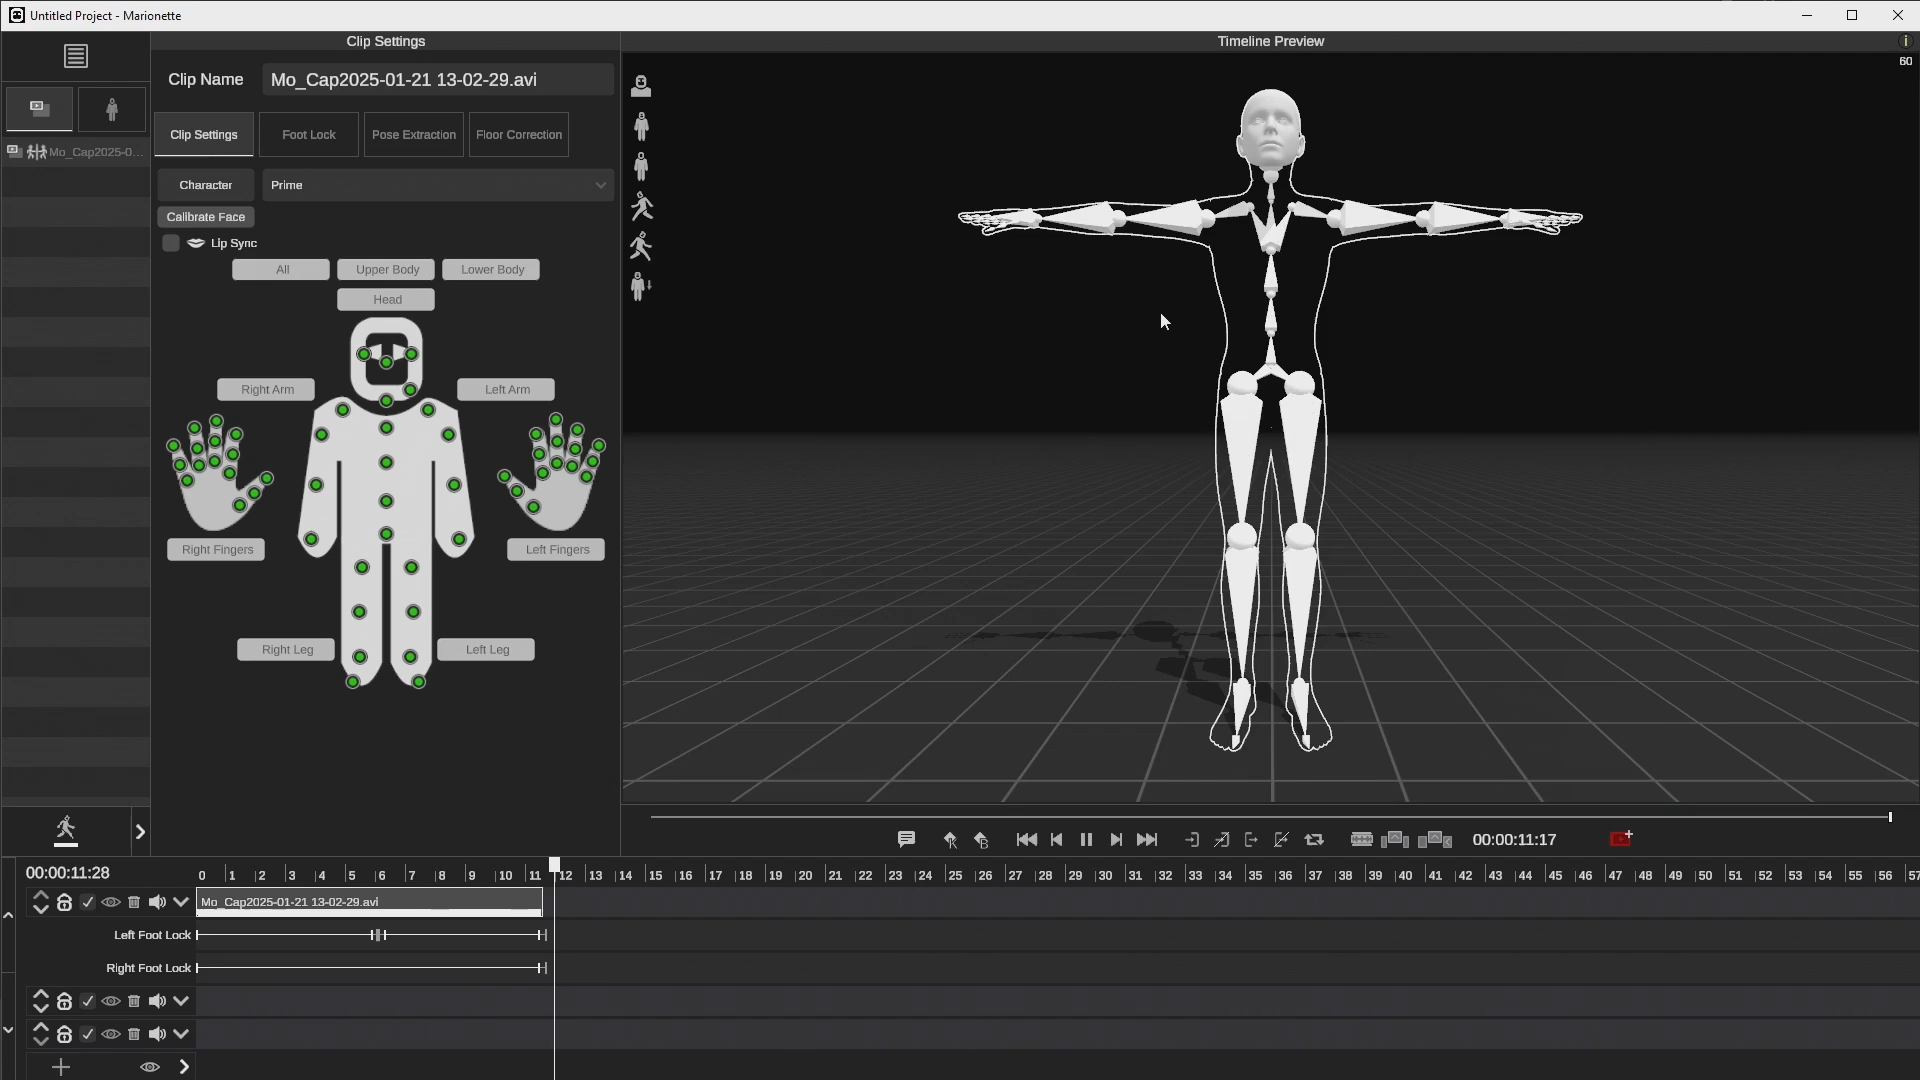 Untitled Project - Marionette
Clip Settings
Timeline Preview
i
60
Clip Name
Mo_Cap2025-01-21 13-02-29.avi
Clip Settings
Foot Lock
Pose Extraction
Floor Correction
Mo_Cap2025-0...
Character
Prime
Calibrate Face
Lip Sync
All
Upper Body
Lower Body
Head
Right Arm
Left Arm
Right Fingers
Left Fingers
Right Leg
Left Leg
R
B
00:00:11:17
00:00:11:28
0 1 2 3 4 5 6 7 8 9 10 11 12 13 14 15 16 17 18 19 20 21 22 23 24 25 26 27 28 29 30 31 32 33 34 35 36 37 38 39 40 41 42 43 44 45 46 47 48 49 50 51 52 53 54 55 56 57
Mo_Cap2025-01-21 13-02-29.avi
Left Foot Lock
Right Foot Lock